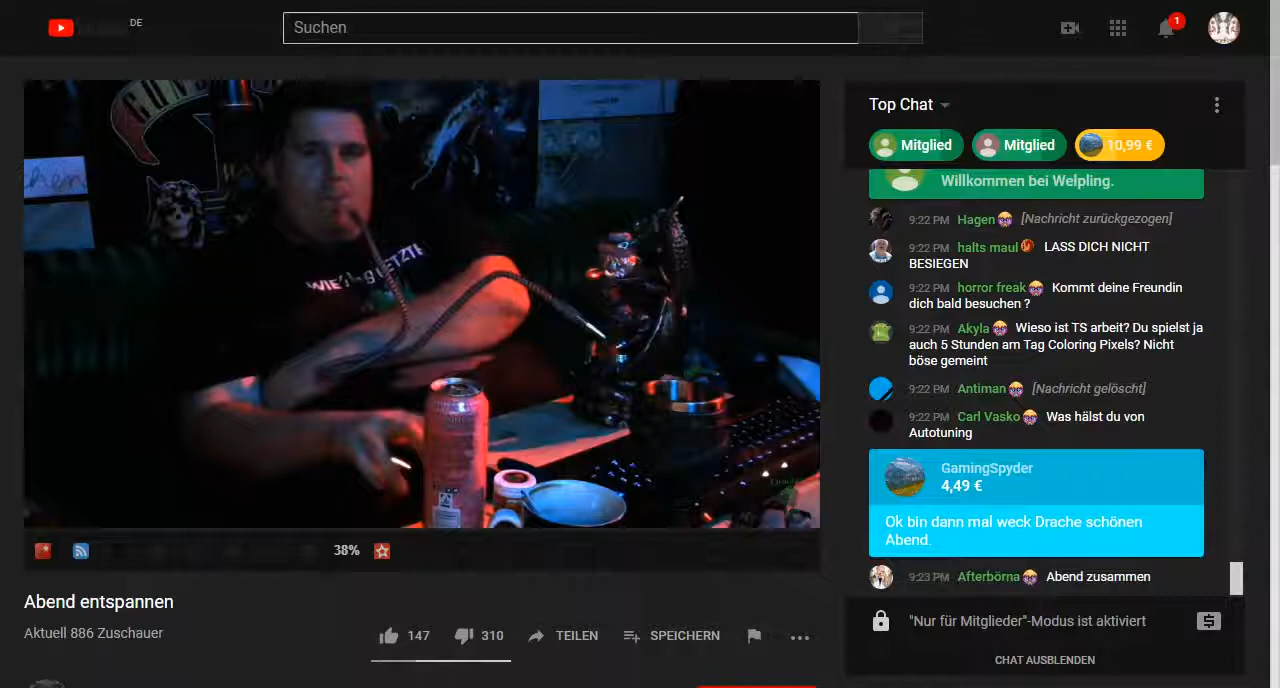 DE
Suchen
1
GUNS
WIE
LETZTE
38%
Abend entspannen
Aktuell 886 Zuschauer
147
310
TEILEN
SPEICHERN
Top Chat
Mitglied
Mitglied
10,99 €
Willkommen bei Welpling.
9:22 PM Hagen [Nachricht zurückgezogen]
9:22 PM halts maul LASS DICH NICHT
BESIEGEN
9:22 PM horror freak Kommt deine Freundin
dich bald besuchen ?
9:22 PM Akyla Wieso ist TS arbeit? Du spielst ja
auch 5 Stunden am Tag Coloring Pixels? Nicht
böse gemeint
9:22 PM Antiman [Nachricht gelöscht]
9:22 PM Carl Vasko Was hälst du von
Autotuning
GamingSpyder
4,49 €
Ok bin dann mal weck Drache schönen
Abend.
9:23 PM Afterbörna Abend zusammen
"Nur für Mitglieder"-Modus ist aktiviert
CHAT AUSBLENDEN